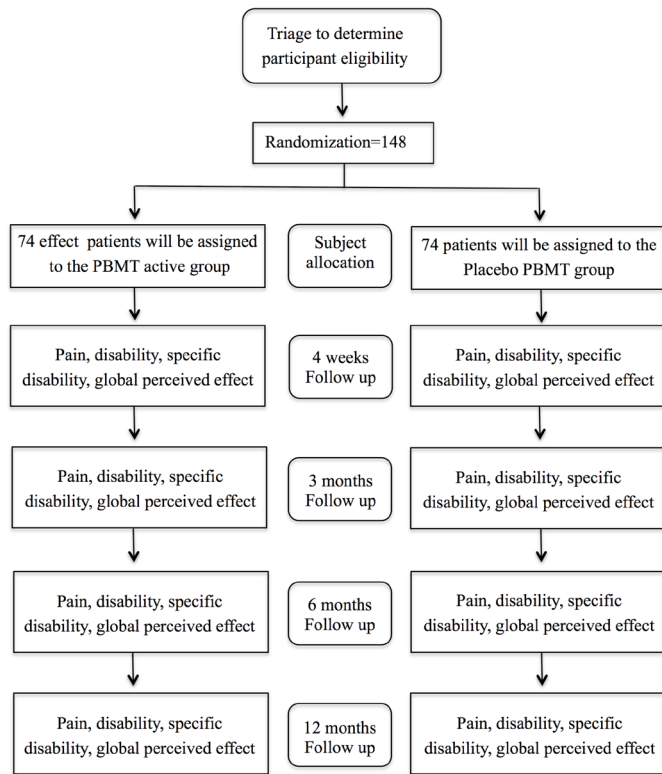 Triage to determine
participant eligibility
Randomization=148
74 effect patients will be assigned
to the PBMT active group
Subject
allocation
74 patients will be assigned to the
Placebo PBMT group
Pain, disability, specific
disability, global perceived effect
4 weeks
Follow up
Pain, disability, specific
disability, global perceived effect
Pain, disability, specific
disability, global perceived effect
3 months
Follow up
Pain, disability, specific
disability, global perceived effect
Pain, disability, specific
disability, global perceived effect
6 months
Follow up
Pain, disability, specific
disability, global perceived effect
Pain, disability, specific
disability, global perceived effect
12 months
Follow up
Pain, disability, specific
disability, global perceived effect